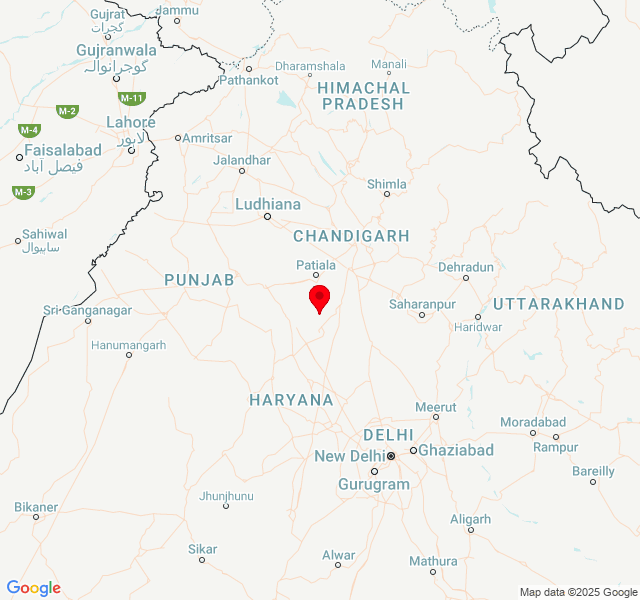 Gujrat
گجرات
Jammu
Gujranwala
گوجرانوالہ
Pathankot
Dharamshala
Manali
HIMACHAL
PRADESH
M-11
M-2
M-4
Lahore
لاہور
Amritsar
Faisalabad
فیصل آباد
Jalandhar
M-3
Shimla
Ludhiana
Sahiwal
ساہیوال
CHANDIGARH
Patiala
PUNJAB
Dehradun
Saharanpur
UTTARAKHAND
Sri Ganganagar
Haridwar
Hanumangarh
HARYANA
Meerut
Moradabad
DELHI
Rampur
New Delhi
Ghaziabad
Gurugram
Bareilly
Jhunjhunu
Bikaner
Aligarh
Sikar
Alwar
Mathura
Google
Map data ©2025 Google